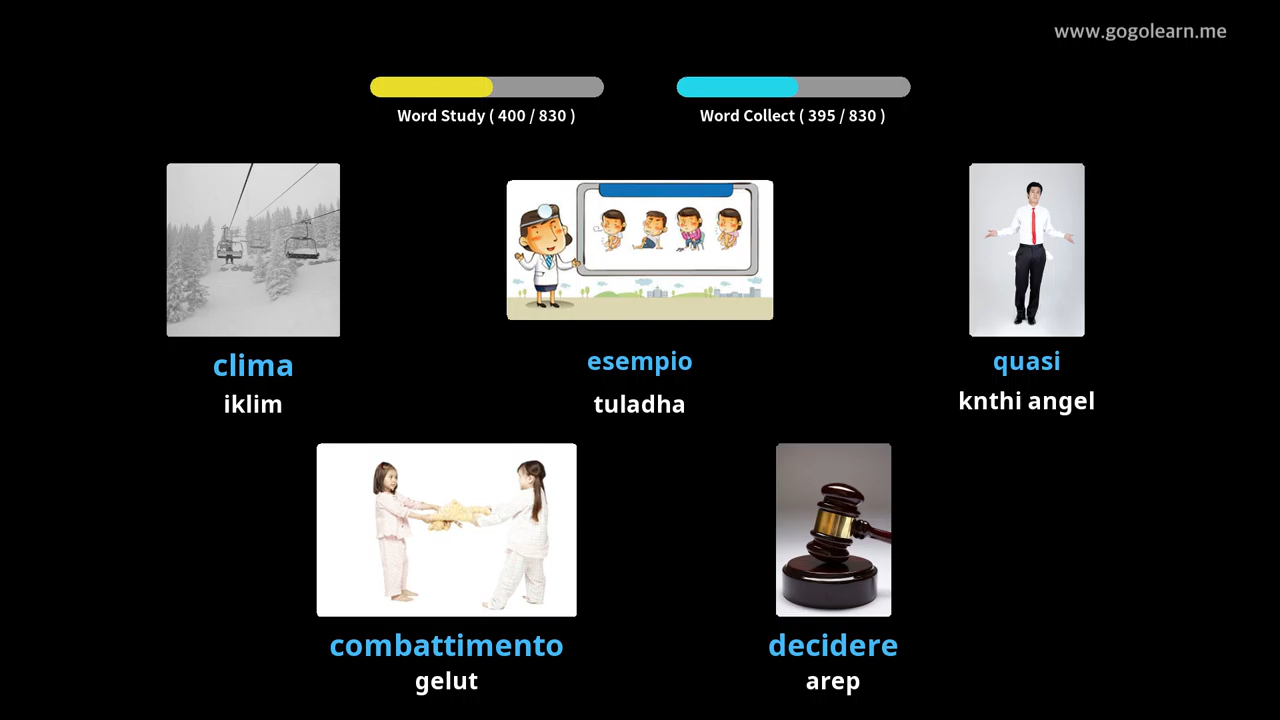 www.gogolearn.me
Word Study ( 400 / 830 )
Word Collect ( 395 / 830 )
clima
iklim
esempio
tuladha
quasi
knthi angel
combattimento
gelut
decidere
arep